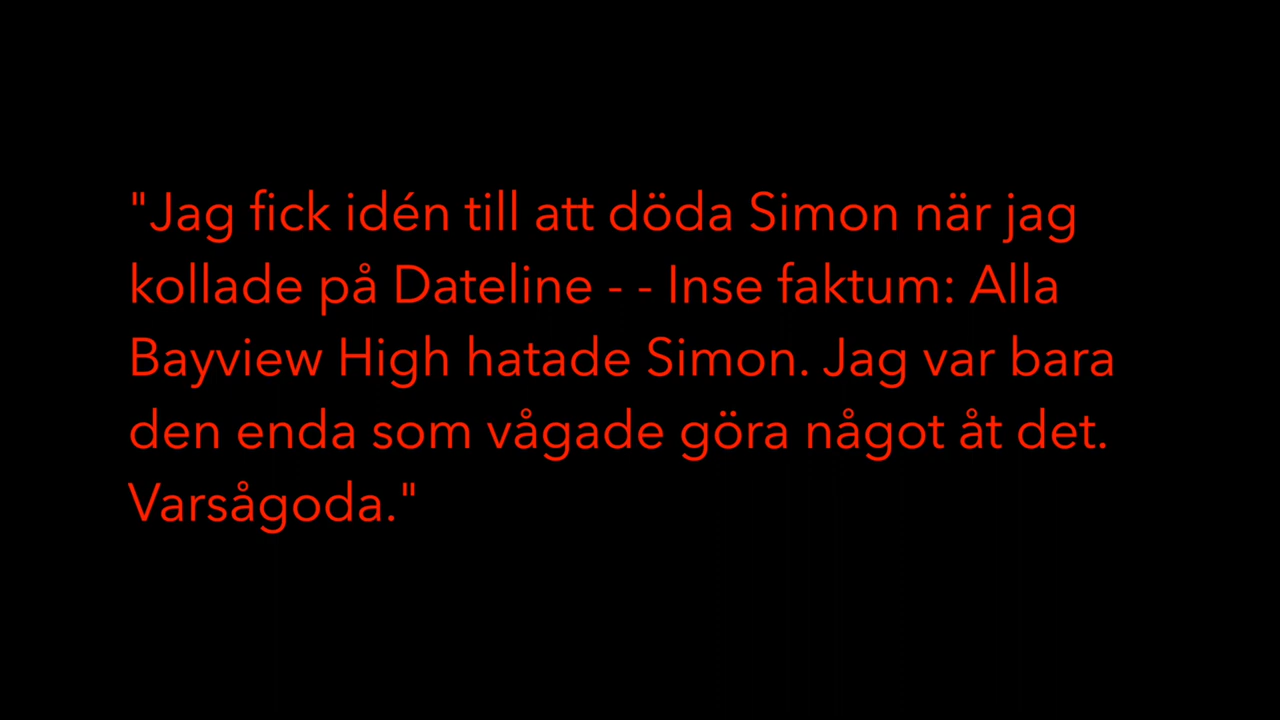 "Jag fick idén till att döda Simon när jag
kollade på Dateline - - Inse faktum: Alla
Bayview High hatade Simon. Jag var bara
den enda som vågade göra något åt det.
Varsågoda."